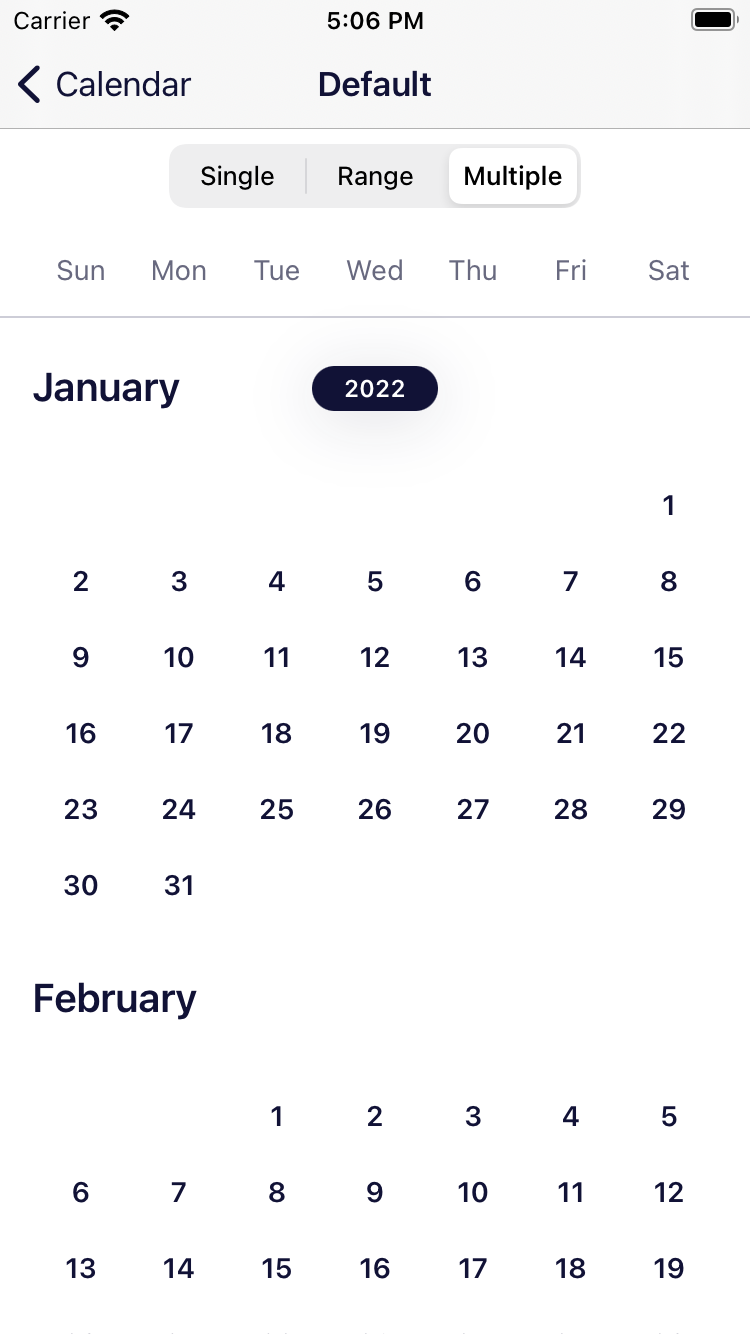 Carrier 5:06 PM
Calendar Default
Single Range Multiple
Sun Mon Tue Wed Thu Fri Sat
January 2022
1
2 3 4 5 6 7 8
9 10 11 12 13 14 15
16 17 18 19 20 21 22
23 24 25 26 27 28 29
30 31
February
1 2 3 4 5
6 7 8 9 10 11 12
13 14 15 16 17 18 19